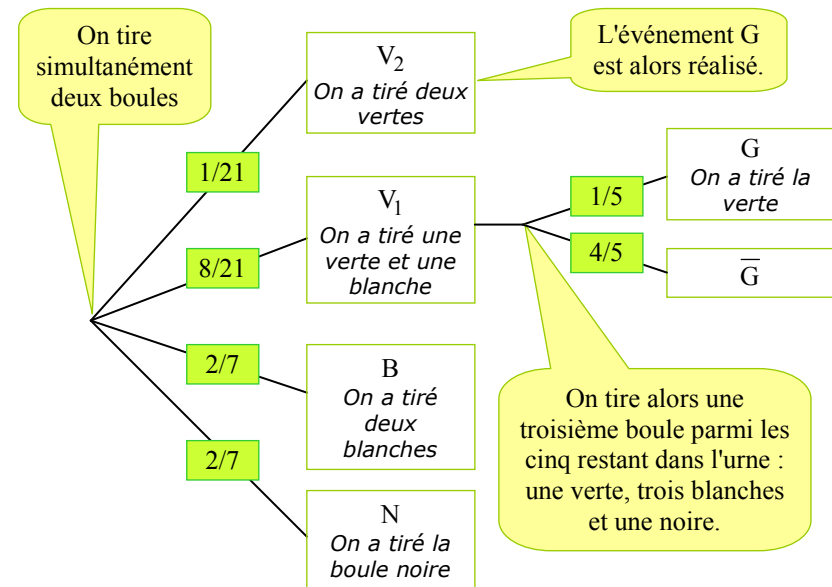 On tire
simultanément
deux boules
V2
On a tiré deux
vertes
L'événement G
est alors réalisé.
1/21
V1
On a tiré une
verte et une
blanche
8/21
1/5
G
On a tiré la
verte
4/5
G̅
2/7
B
On a tiré
deux
blanches
2/7
N
On a tiré la
boule noire
On tire alors une
troisième boule parmi les
cinq restant dans l'urne :
une verte, trois blanches
et une noire.